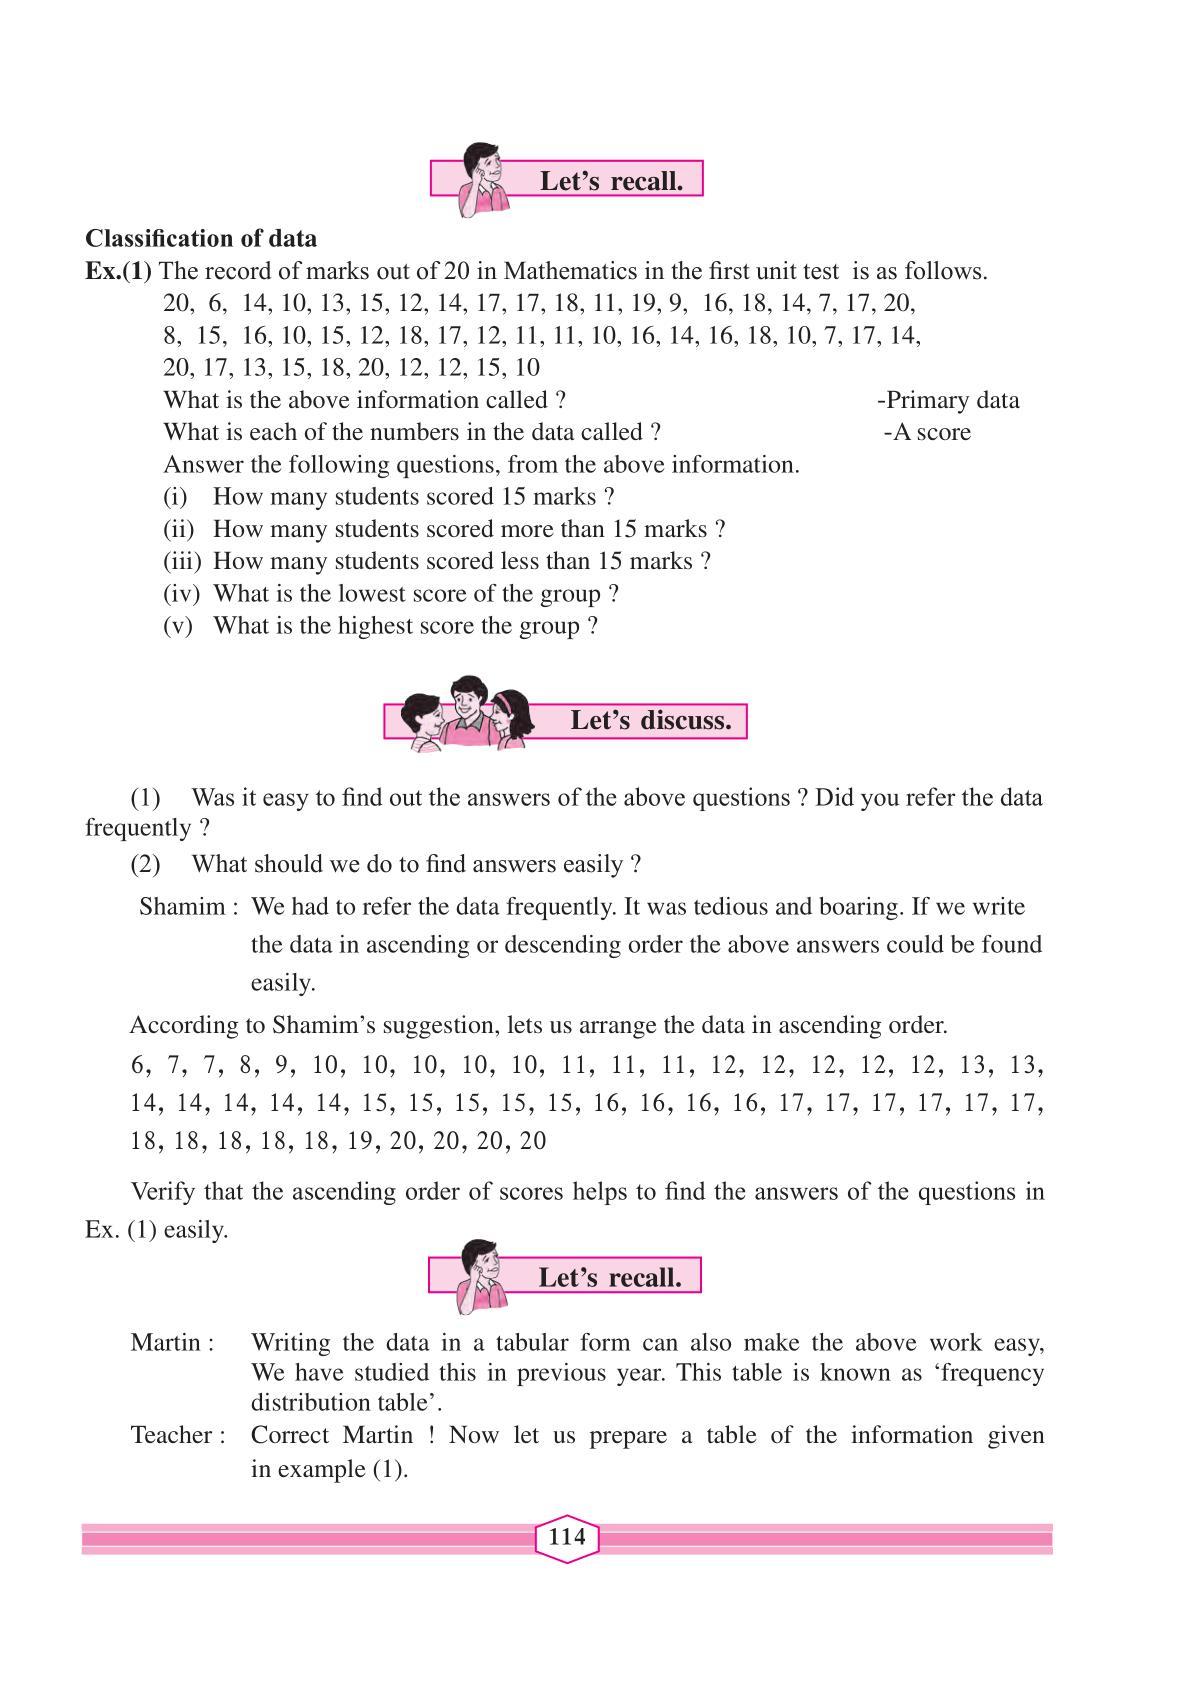 Let's recall.
Classification of data
Ex.(1) The record of marks out of 20 in Mathematics in the first unit test is as follows.
20, 6, 14, 10, 13, 15, 12, 14, 17, 17, 18, 11, 19, 9, 16, 18, 14, 7, 17, 20,
8, 15, 16, 10, 15, 12, 18, 17, 12, 11, 11, 10, 16, 14, 16, 18, 10, 7, 17, 14,
20, 17, 13, 15, 18, 20, 12, 12, 15, 10
What is the above information called ? -Primary data
What is each of the numbers in the data called ? -A score
Answer the following questions, from the above information.
(i) How many students scored 15 marks ?
(ii) How many students scored more than 15 marks ?
(iii) How many students scored less than 15 marks ?
(iv) What is the lowest score of the group ?
(v) What is the highest score the group ?
Let's discuss.
(1) Was it easy to find out the answers of the above questions ? Did you refer the data
frequently ?
(2) What should we do to find answers easily ?
Shamim : We had to refer the data frequently. It was tedious and boaring. If we write
the data in ascending or descending order the above answers could be found
easily.
According to Shamim's suggestion, lets us arrange the data in ascending order.
6, 7, 7, 8, 9, 10, 10, 10, 10, 10, 11, 11, 11, 12, 12, 12, 12, 12, 13, 13,
14, 14, 14, 14, 14, 15, 15, 15, 15, 15, 16, 16, 16, 16, 17, 17, 17, 17, 17, 17,
18, 18, 18, 18, 18, 19, 20, 20, 20, 20
Verify that the ascending order of scores helps to find the answers of the questions in
Ex. (1) easily.
Let's recall.
Martin : Writing the data in a tabular form can also make the above work easy,
We have studied this in previous year. This table is known as 'frequency
distribution table'.
Teacher : Correct Martin ! Now let us prepare a table of the information given
in example (1).
114